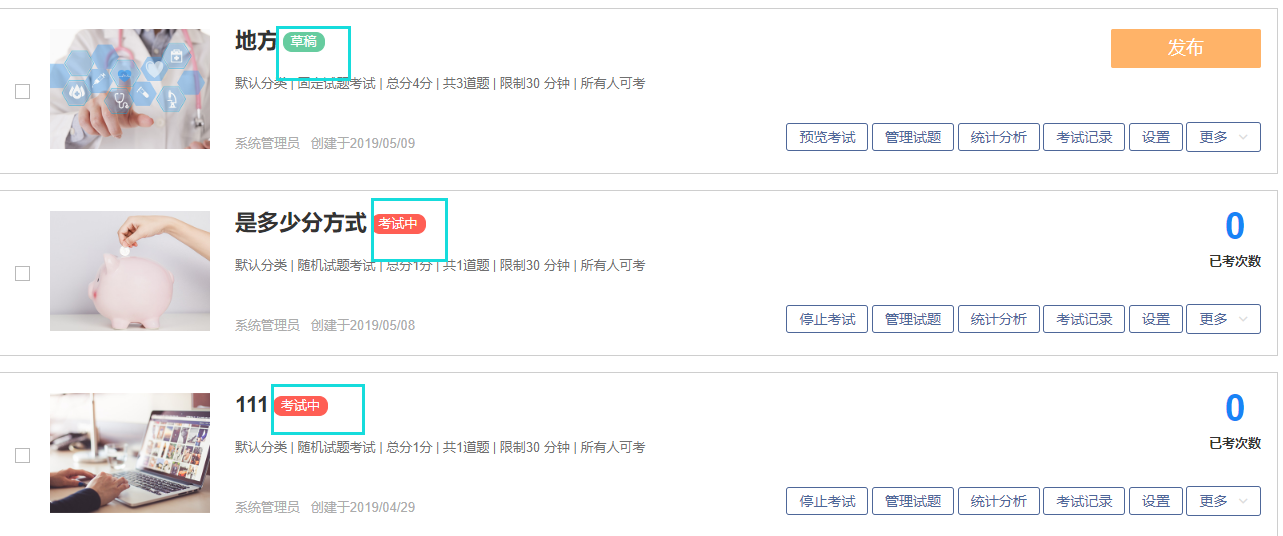 地方 草稿
发布
默认分类 | 固定试题考试 | 总分4分 | 共3道题 | 限制30 分钟 | 所有人可考
系统管理员 创建于2019/05/09
预览考试 管理试题 统计分析 考试记录 设置 更多
是多少分方式 考试中
0
已考次数
默认分类 | 随机试题考试 | 总分1分 | 共1道题 | 限制30 分钟 | 所有人可考
系统管理员 创建于2019/05/08
停止考试 管理试题 统计分析 考试记录 设置 更多
111 考试中
0
已考次数
默认分类 | 随机试题考试 | 总分1分 | 共1道题 | 限制30 分钟 | 所有人可考
系统管理员 创建于2019/04/29
停止考试 管理试题 统计分析 考试记录 设置 更多